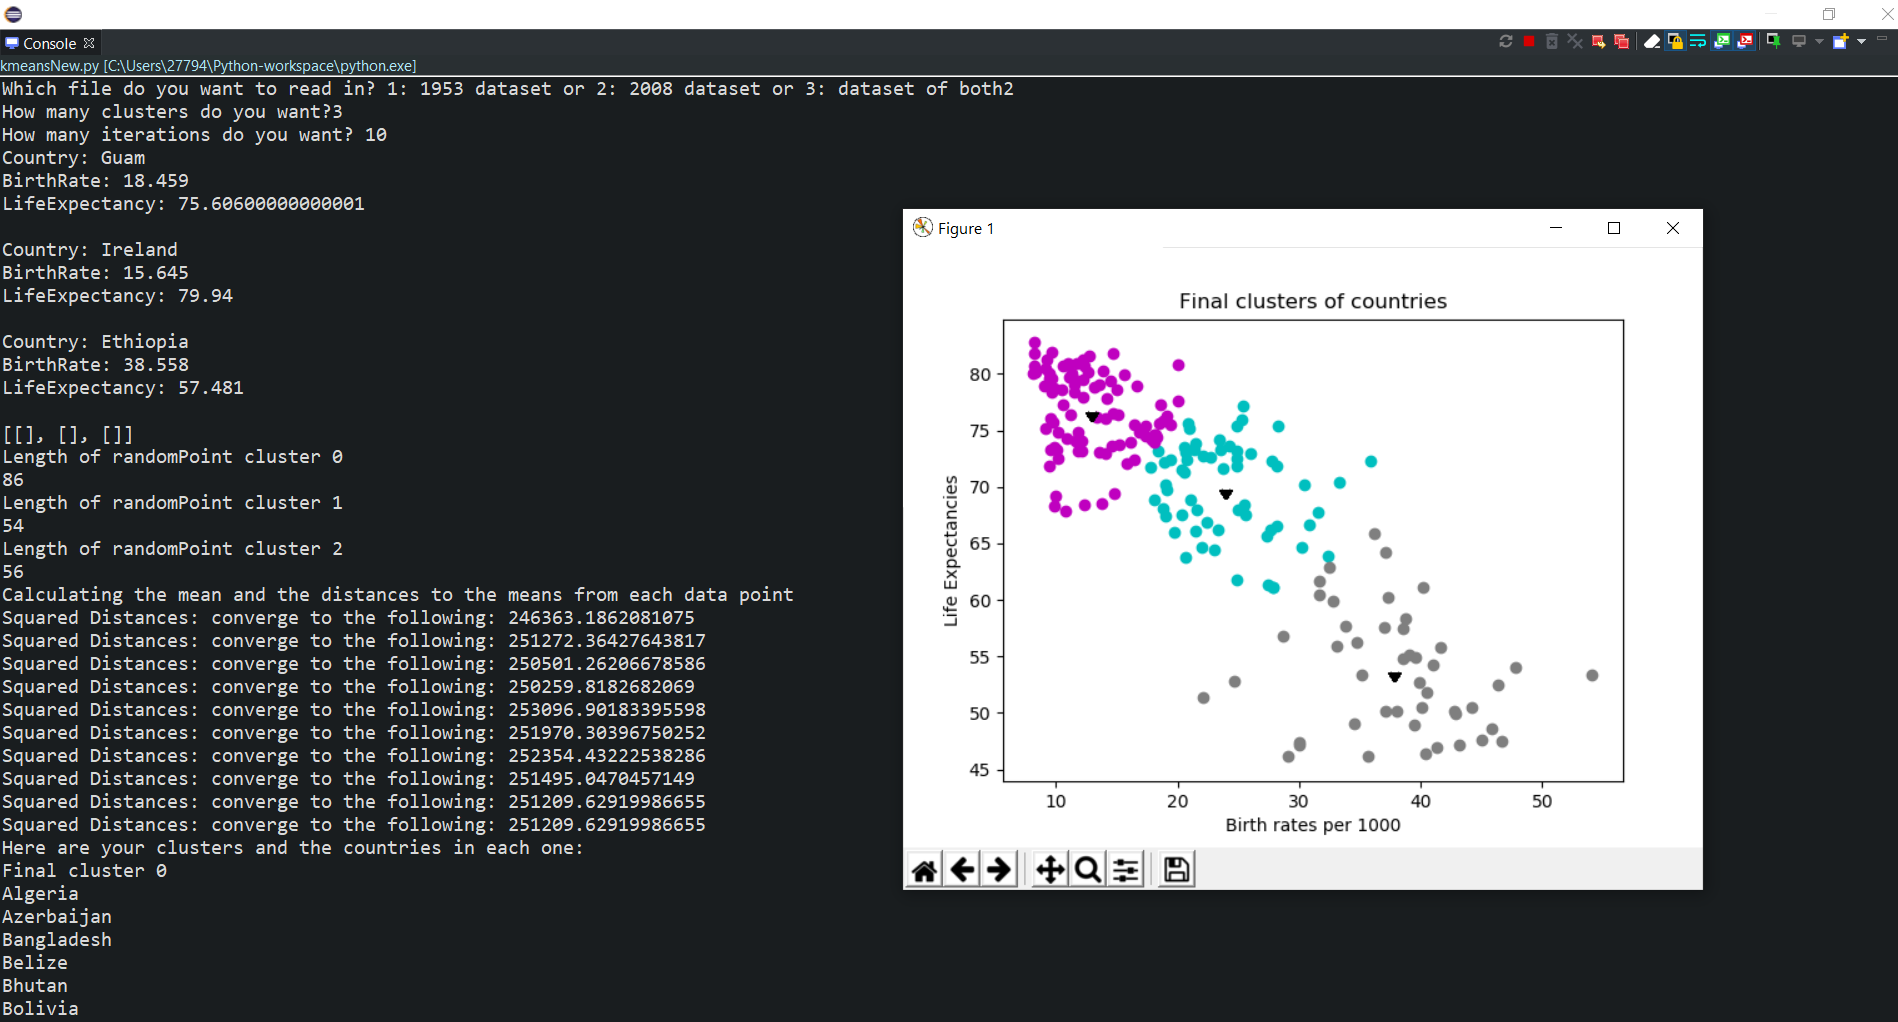 Console
kmeansNew.py [C:\Users\27794\Python-workspace\python.exe]
Which file do you want to read in? 1: 1953 dataset or 2: 2008 dataset or 3: dataset of both2
How many clusters do you want?3
How many iterations do you want? 10
Country: Guam
BirthRate: 18.459
LifeExpectancy: 75.60600000000001
Country: Ireland
BirthRate: 15.645
LifeExpectancy: 79.94
Country: Ethiopia
BirthRate: 38.558
LifeExpectancy: 57.481
[[], [], []]
Length of randomPoint cluster 0
86
Length of randomPoint cluster 1
54
Length of randomPoint cluster 2
56
Calculating the mean and the distances to the means from each data point
Squared Distances: converge to the following: 246363.1862081075
Squared Distances: converge to the following: 251272.36427643817
Squared Distances: converge to the following: 250501.26206678586
Squared Distances: converge to the following: 250259.8182682069
Squared Distances: converge to the following: 253096.90183395598
Squared Distances: converge to the following: 251970.30396750252
Squared Distances: converge to the following: 252354.43222538286
Squared Distances: converge to the following: 251495.0470457149
Squared Distances: converge to the following: 251209.62919986655
Squared Distances: converge to the following: 251209.62919986655
Here are your clusters and the countries in each one:
Final cluster 0
Algeria
Azerbaijan
Bangladesh
Belize
Bhutan
Bolivia
Figure 1
Final clusters of countries
Life Expectancies
80
75
70
65
60
55
50
45
10 20 30 40 50
Birth rates per 1000